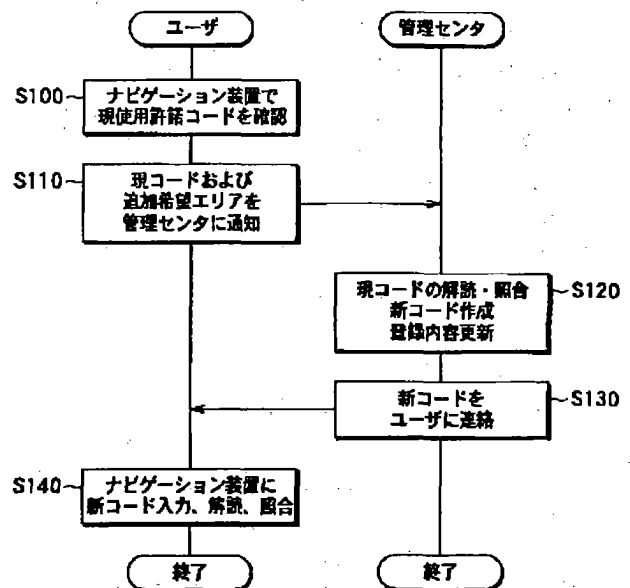 ユーザ
管理センタ
S100
ナビゲーション装置で
現使用許諾コードを確認
S110
現コードおよび
追加希望エリアを
管理センタに通知
現コードの解読・照合
新コード作成
登録内容更新
S120
新コードを
ユーザに連絡
S130
S140
ナビゲーション装置に
新コード入力、解読、照合
終了
終了